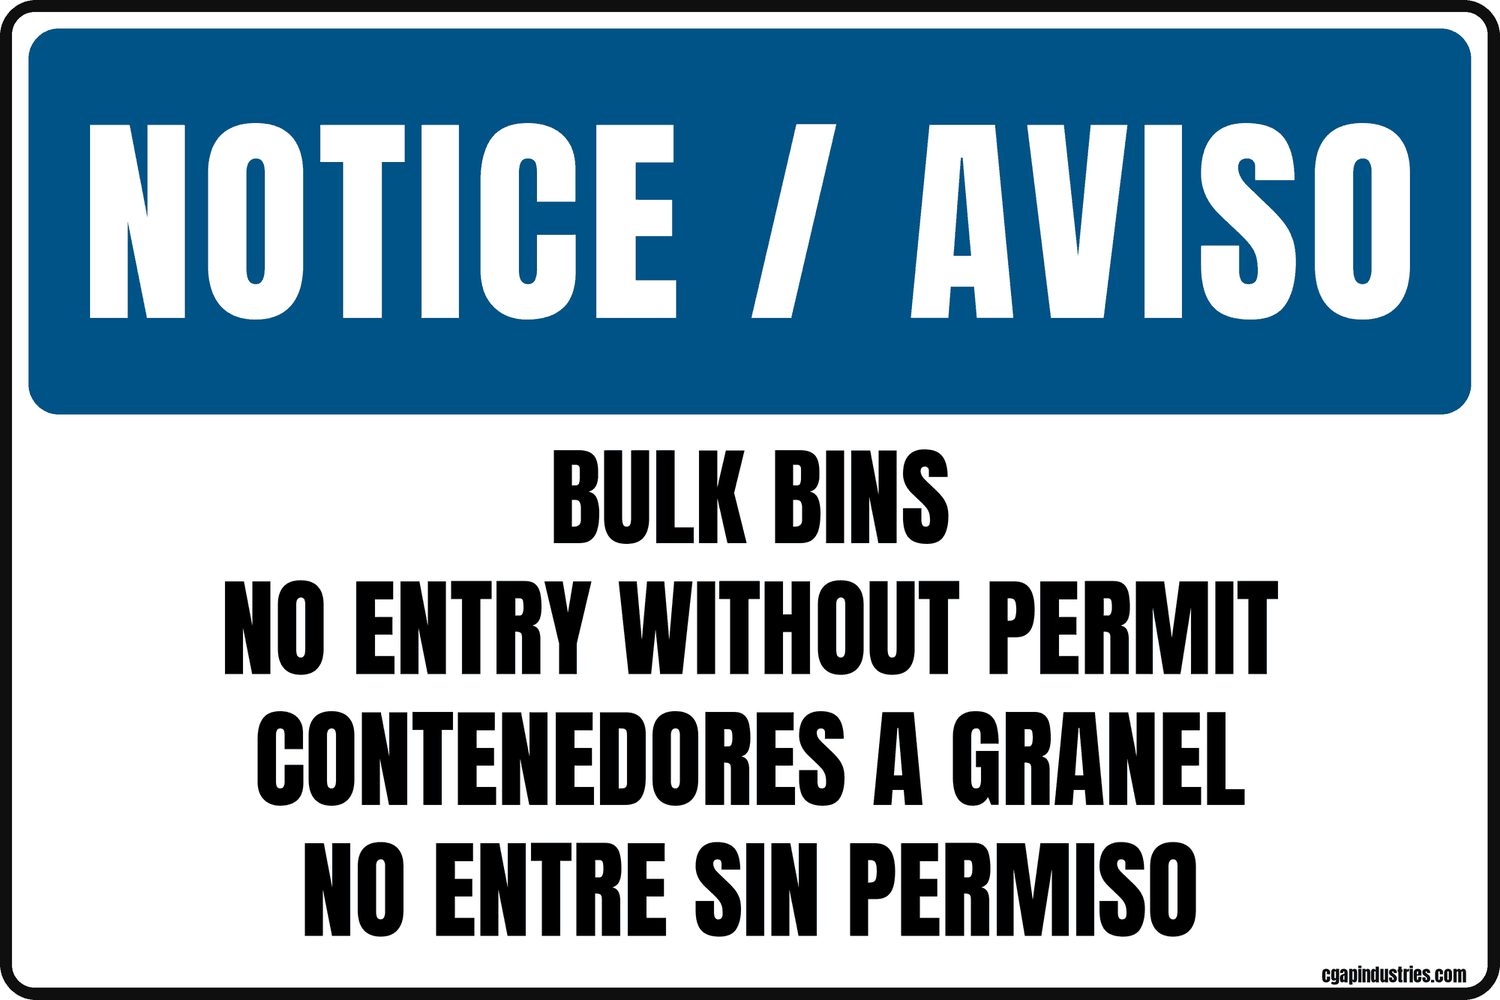 NOTICE / AVISO
BULK BINS
NO ENTRY WITHOUT PERMIT
CONTENEDORES A GRANEL
NO ENTRE SIN PERMISO
cgapindustries.com